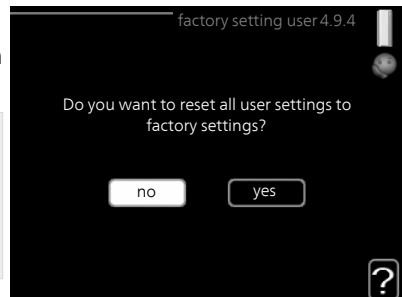 factory setting user 4.9.4
Do you want to reset all user settings to
factory settings?
no
yes
?